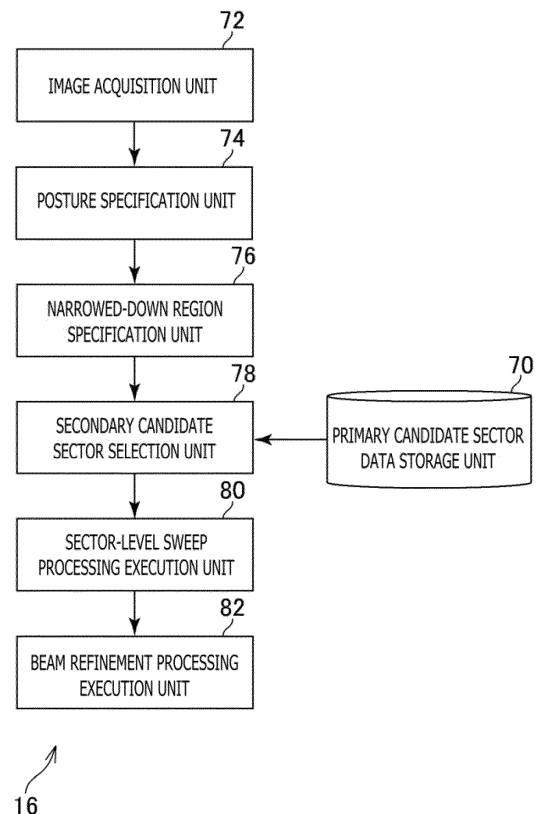 72
IMAGE ACQUISITION UNIT
74
POSTURE SPECIFICATION UNIT
76
NARROWED-DOWN REGION
SPECIFICATION UNIT
78
SECONDARY CANDIDATE
SECTOR SELECTION UNIT
70
PRIMARY CANDIDATE SECTOR
DATA STORAGE UNIT
80
SECTOR-LEVEL SWEEP
PROCESSING EXECUTION UNIT
82
BEAM REFINEMENT PROCESSING
EXECUTION UNIT
16